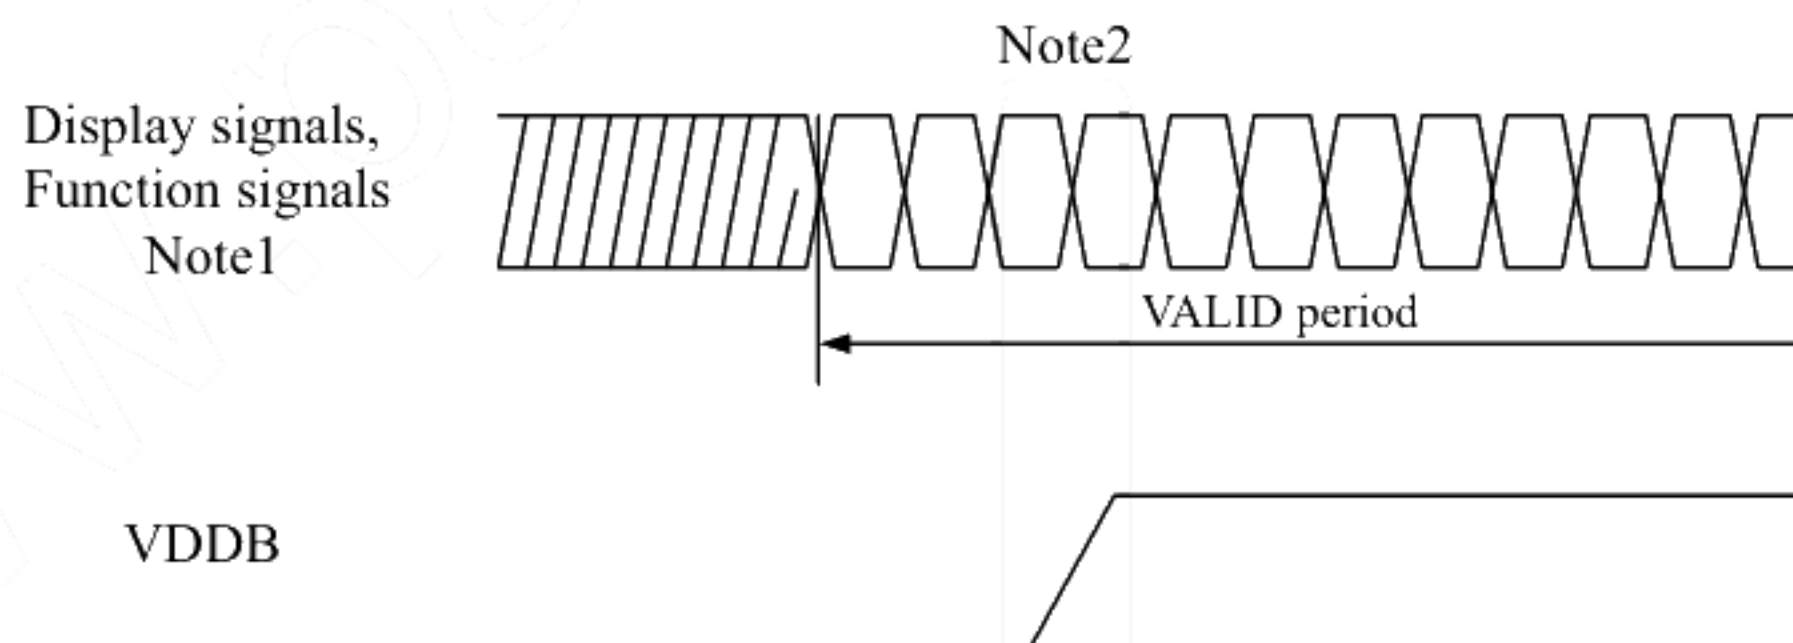 Note2
Display signals,
Function signals
Note1
VALID period
VDDB